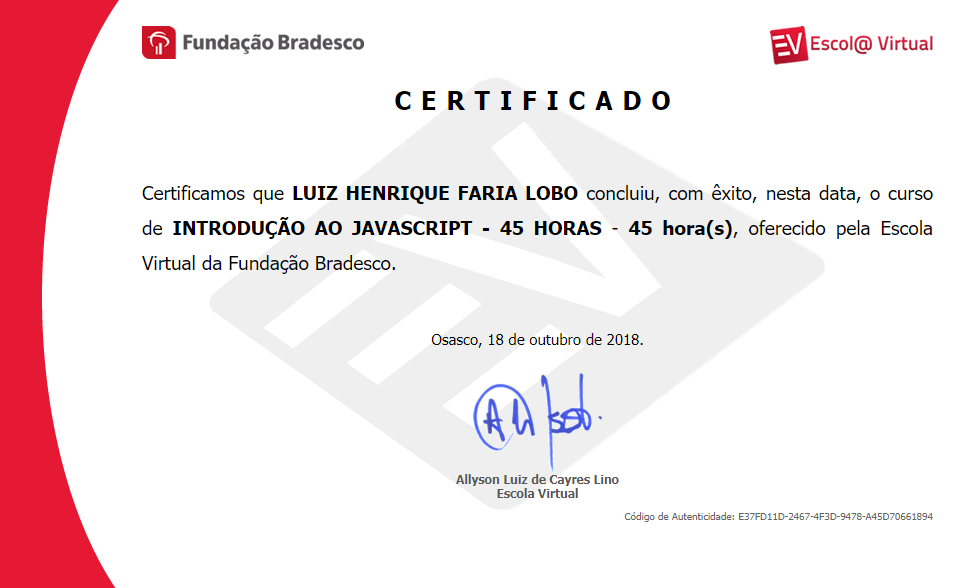 Fundação Bradesco
EV Escol@ Virtual
CERTIFICADO
Certificamos que LUIZ HENRIQUE FARIA LOBO concluiu, com êxito, nesta data, o curso
de INTRODUÇÃO AO JAVASCRIPT - 45 HORAS - 45 hora(s), oferecido pela Escola
Virtual da Fundação Bradesco.
Osasco, 18 de outubro de 2018.
Allyson Luiz de Cayres Lino
Escola Virtual
Código de Autenticidade: E37FD11D-2467-4F3D-9478-A45D70661894